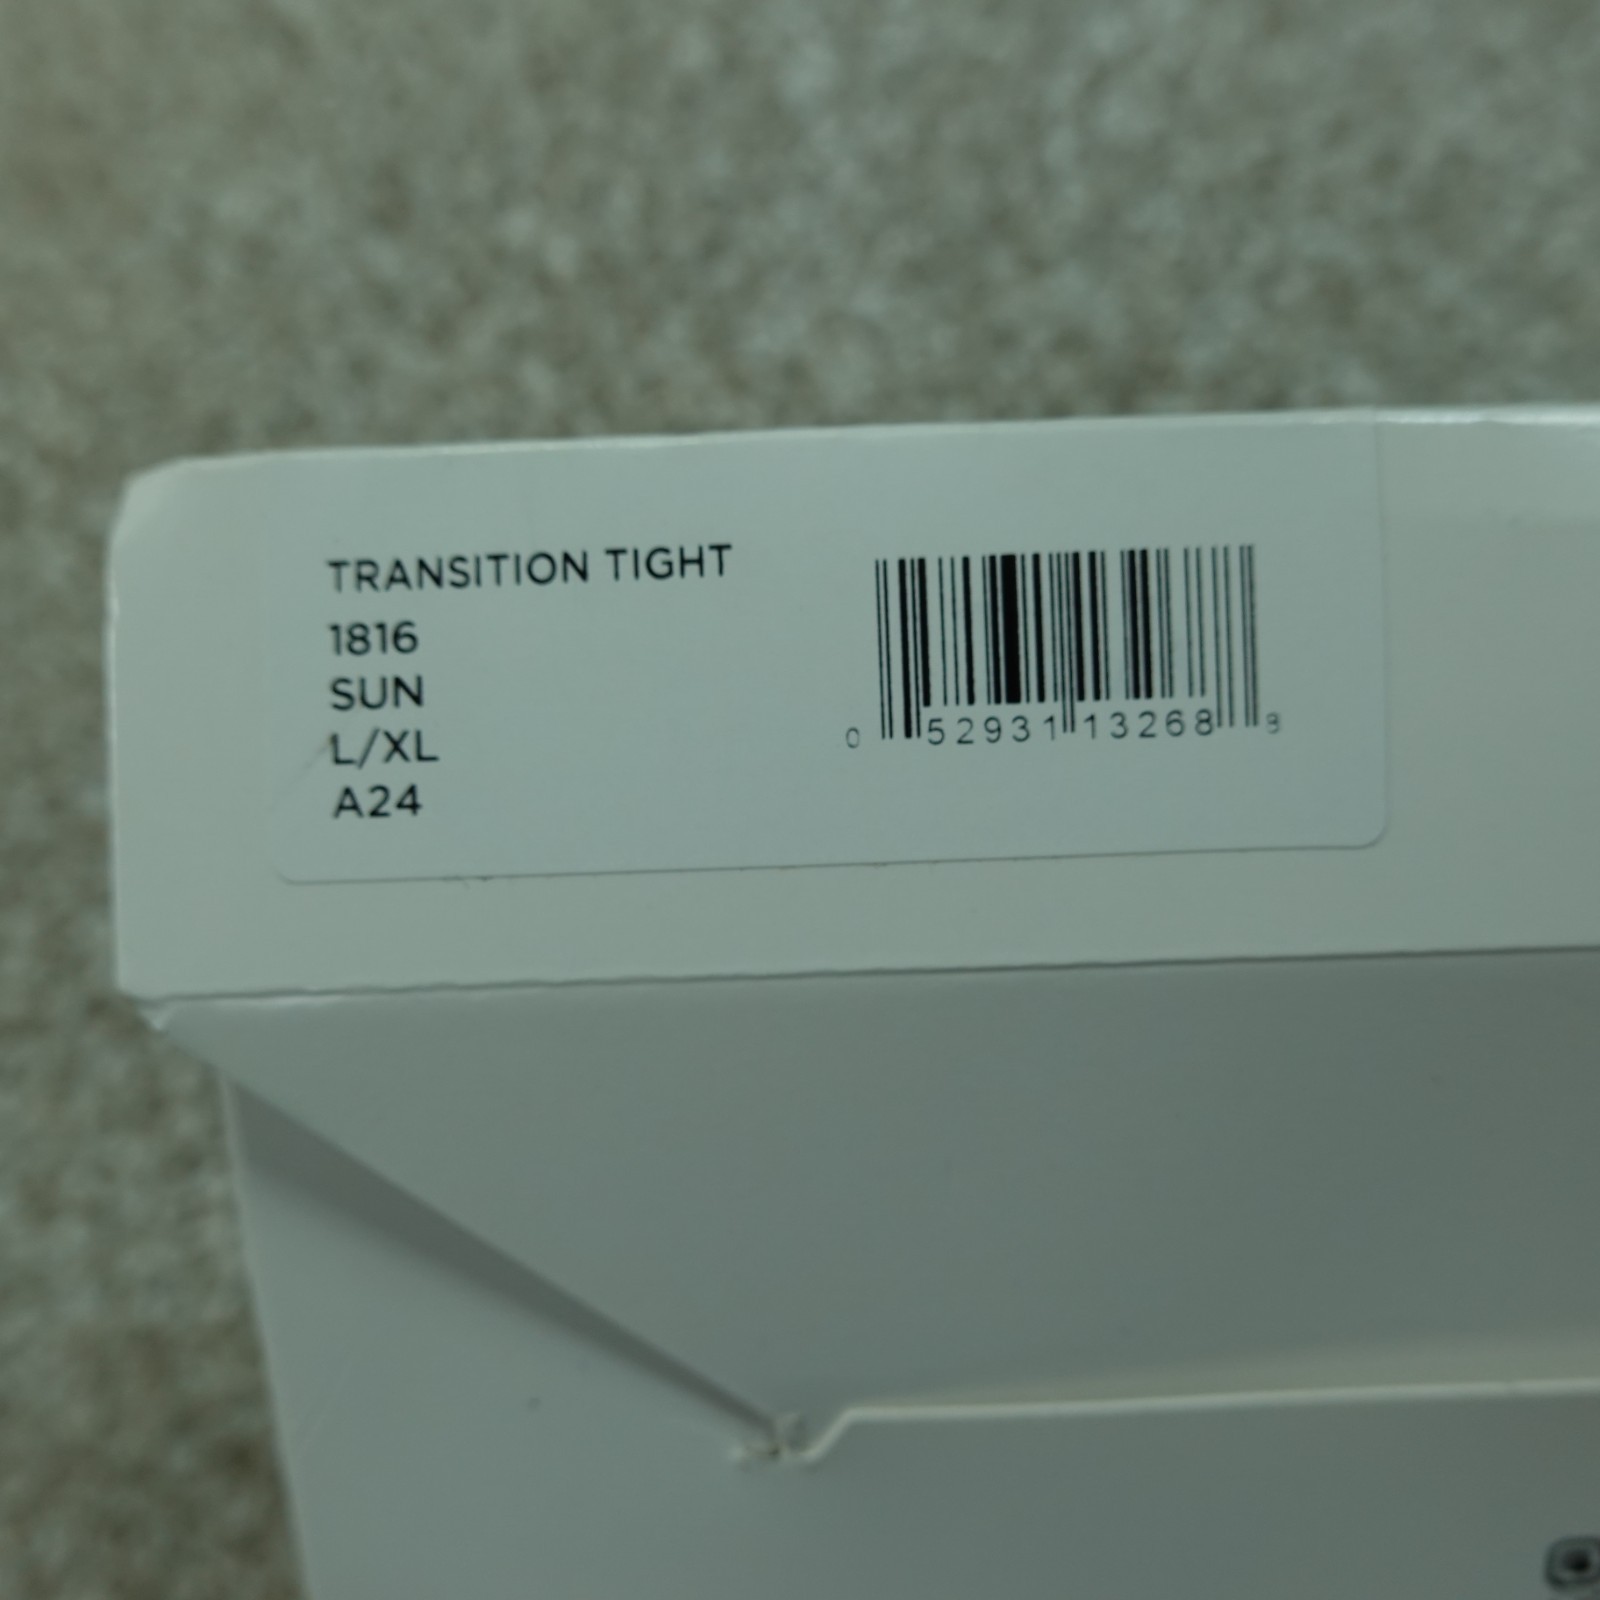 TRANSITION TIGHT
1816
SUN
L/XL
A24
0 52931 13268 8